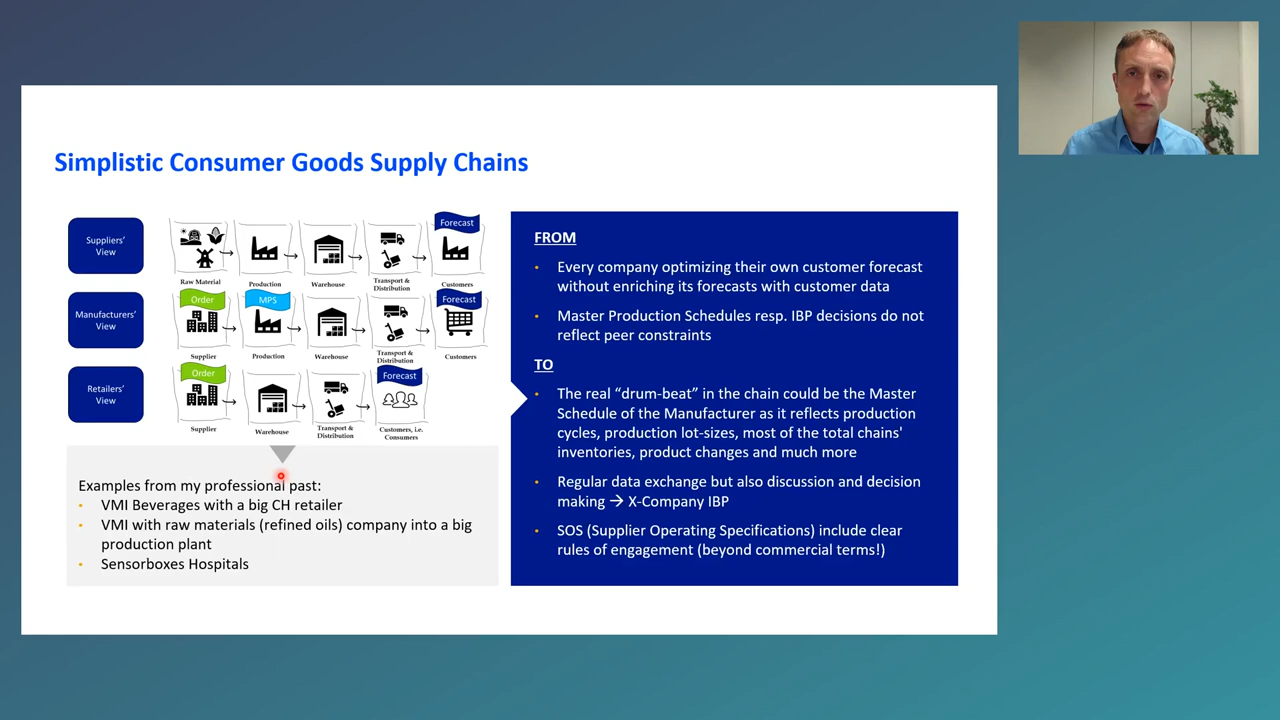 Simplistic Consumer Goods Supply Chains
Suppliers'
View
Forecast
Raw Material
Production
Warehouse
Transport &
Distribution
Customers
Manufacturers'
View
Order
MPS
Forecast
Supplier
Production
Warehouse
Transport &
Distribution
Customers
Retailers'
View
Order
Forecast
Supplier
Warehouse
Transport &
Distribution
Customers, i.e.
Consumers
Examples from my professional past:
• VMI Beverages with a big CH retailer
• VMI with raw materials (refined oils) company into a big
production plant
• Sensorboxes Hospitals
FROM
• Every company optimizing their own customer forecast
without enriching its forecasts with customer data
• Master Production Schedules resp. IBP decisions do not
reflect peer constraints
TO
• The real “drum-beat” in the chain could be the Master
Schedule of the Manufacturer as it reflects production
cycles, production lot-sizes, most of the total chains'
inventories, product changes and much more
• Regular data exchange but also discussion and decision
making → X-Company IBP
• SOS (Supplier Operating Specifications) include clear
rules of engagement (beyond commercial terms!)